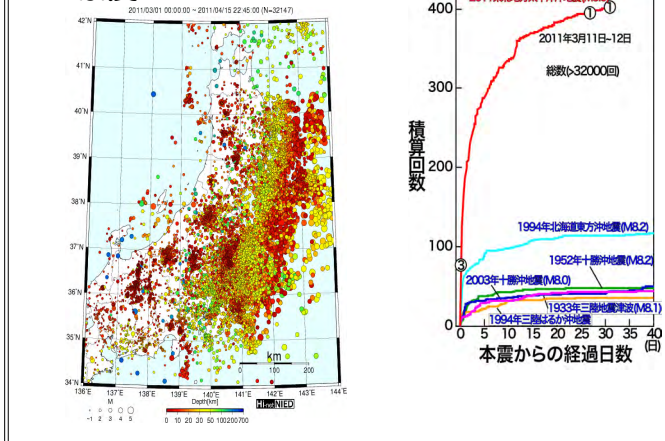 2011/03/01 00:00:00 ~ 2011/04/15 22:45:00 (N=32147)
42˚N
41˚N
40˚N
39˚N
38˚N
37˚N
36˚N
35˚N
34˚N
136˚E 137˚E 138˚E 139˚E 140˚E 141˚E 142˚E 143˚E 144˚E
km
0 100 200
M
-1 2 3 4 5
Depth[km]
0 10 20 30 50 100 200 700
Hi-net NIED
400
300
200
100
0
積算回数
①
①
2011年3月11日~12日
総数(>32000回)
1994年北海道東方沖地震(M8.2)
1952年十勝沖地震(M8.2)
③
2003年十勝沖地震(M8.0)
1933年三陸地震津波(M8.1)
1994年三陸はるか沖地震
0 5 10 15 20 25 30 35 40
(日)
本震からの経過日数